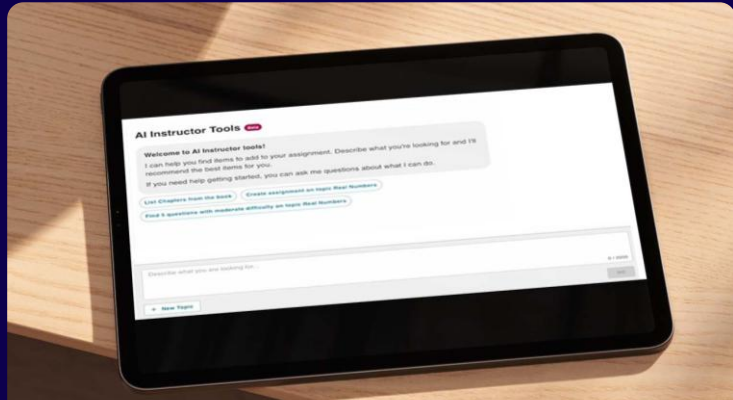 AI Instructor Tools Beta
Welcome to AI Instructor tools!
I can help you find items to add to your assignment. Describe what you're looking for and I'll
recommend the best items for you.
If you need help getting started, you can ask me questions about what I can do.
List Chapters from the book
Create assignment on topic Real Numbers
Find 5 questions with moderate difficulty on topic Real Numbers
Describe what you are looking for...
+ New Topic